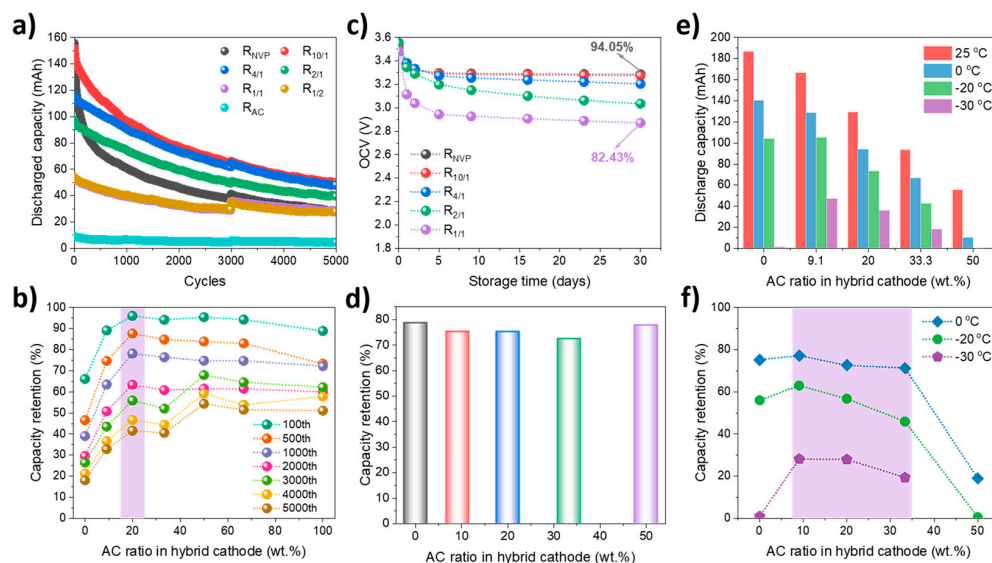 a)
Discharged capacity (mAh)
160
140
120
100
80
60
40
20
0
R_NVP R_10/1
R_4/1 R_2/1
R_1/1 R_1/2
R_AC
0 1000 2000 3000 4000 5000
Cycles
c)
OCV (V)
3.6
3.4
3.2
3.0
2.8
2.6
2.4
2.2
2.0
1.8
94.05%
82.43%
R_NVP
R_10/1
R_4/1
R_2/1
R_1/1
0 5 10 15 20 25 30
Storage time (days)
e)
Discharge capacity (mAh)
200
180
160
140
120
100
80
60
40
20
0
25 °C
0 °C
-20 °C
-30 °C
0 9.1 20 33.3 50
AC ratio in hybrid cathode (wt.%)
b)
Capacity retention (%)
100
90
80
70
60
50
40
30
20
10
0
100th
500th
1000th
2000th
3000th
4000th
5000th
0 20 40 60 80 100
AC ratio in hybrid cathode (wt.%)
d)
Capacity retention (%)
80
70
60
50
40
30
20
10
0
0 10 20 30 40 50
AC ratio in hybrid cathode (wt.%)
f)
Capacity retention (%)
100
80
60
40
20
0
0 °C
-20 °C
-30 °C
0 10 20 30 40 50
AC ratio in hybrid cathode (wt.%)